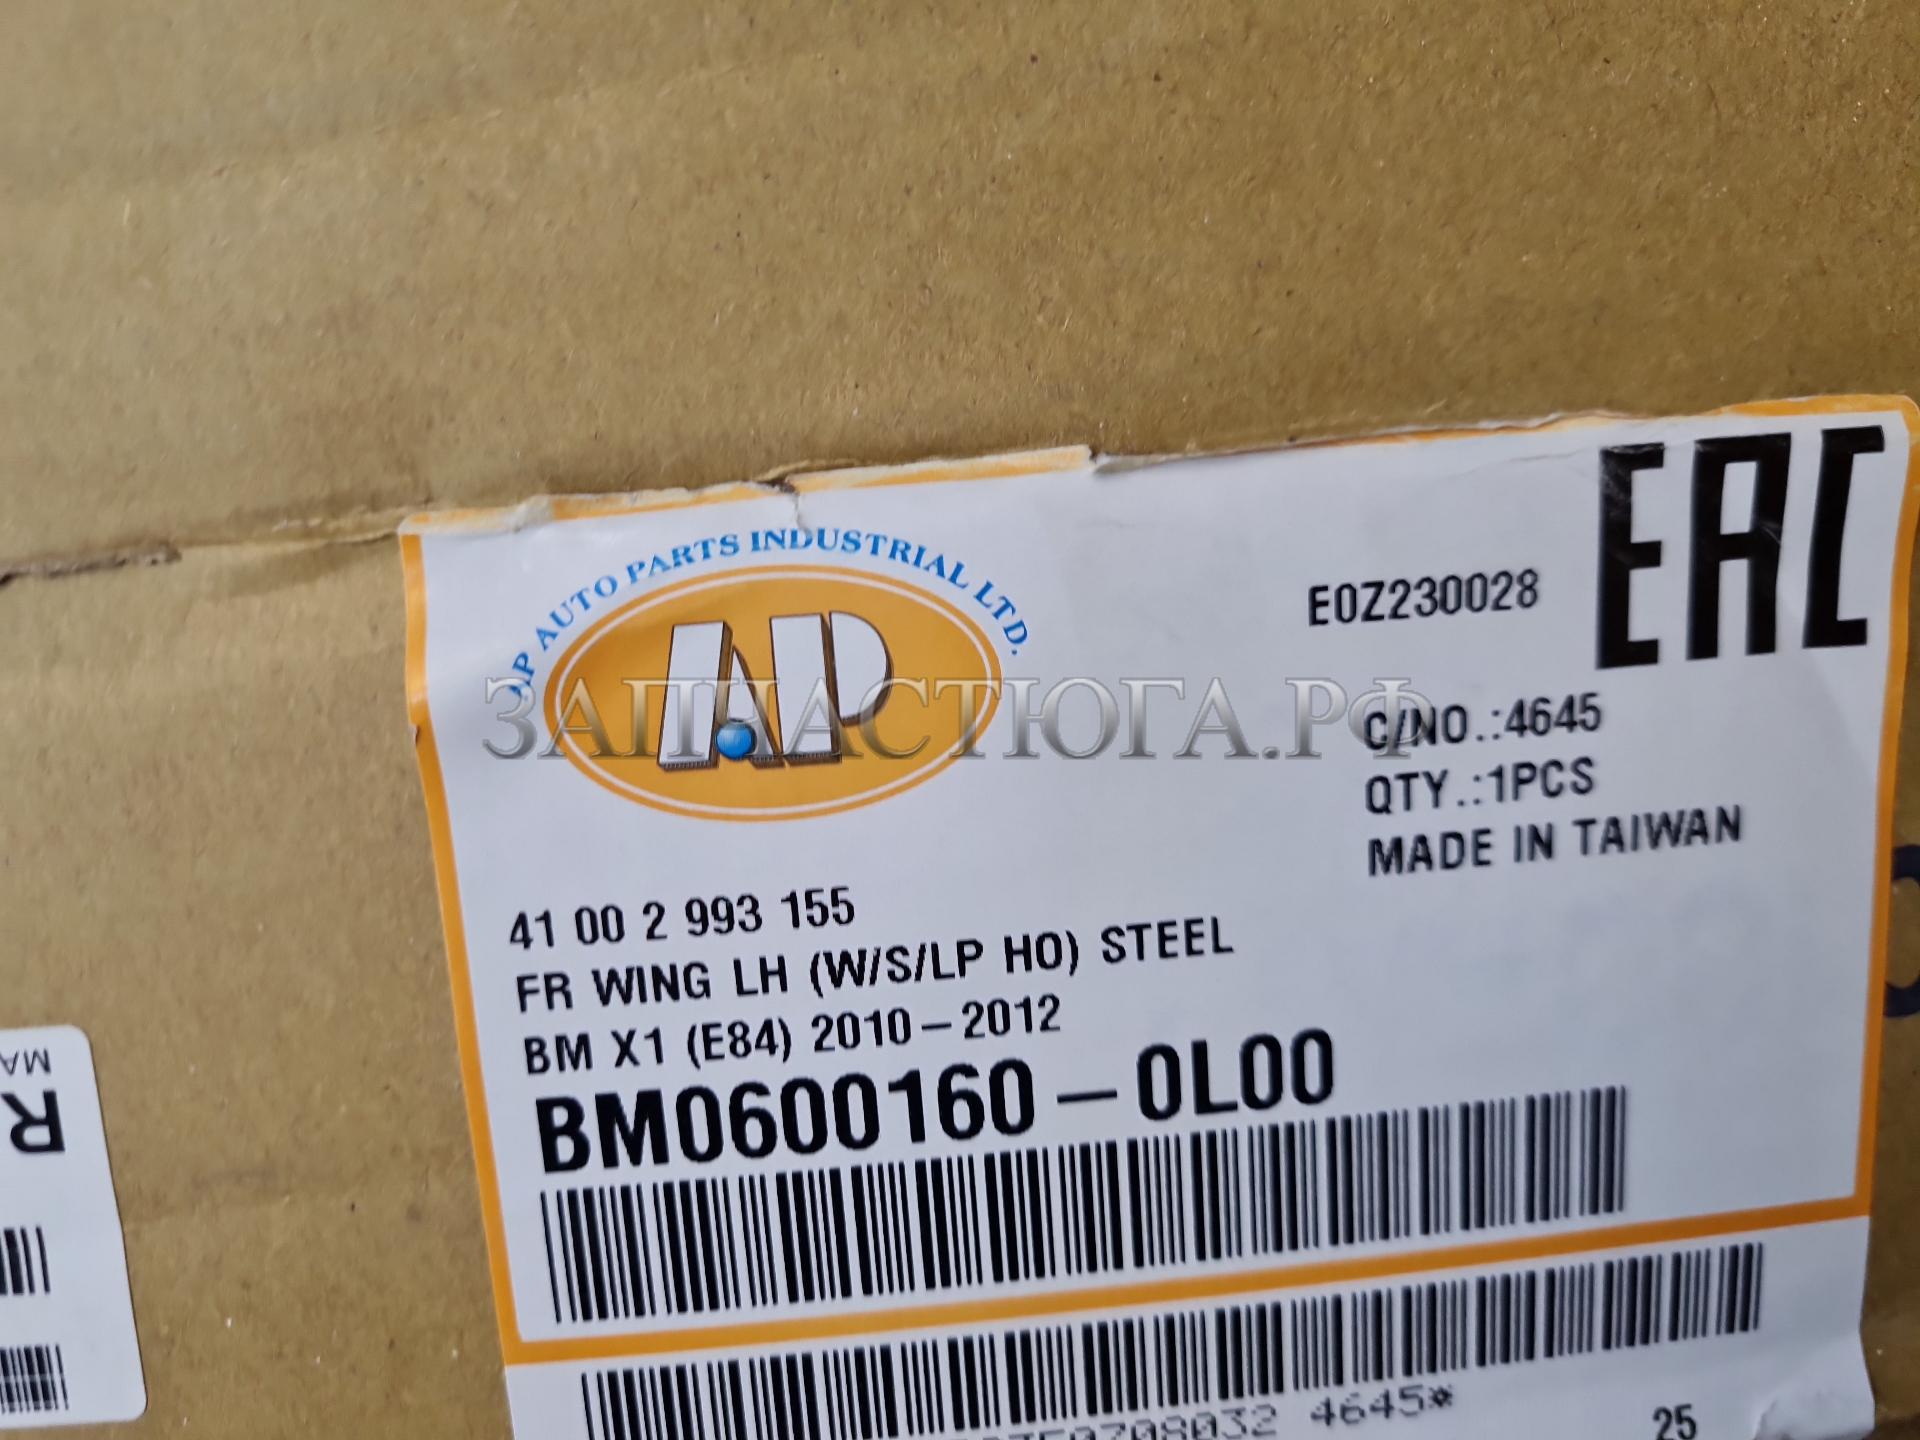 AP AUTO PARTS INDUSTRIAL LTD.
AP
EAC
E0Z230028
ЗАПЧАСТЮГА.РФ
C/NO.:4645
QTY.:1PCS
MADE IN TAIWAN
41 00 2 993 155
FR WING LH (W/S/LP HO) STEEL
BM X1 (E84) 2010-2012
BM0600160-0L00
4645*
25
MA
R